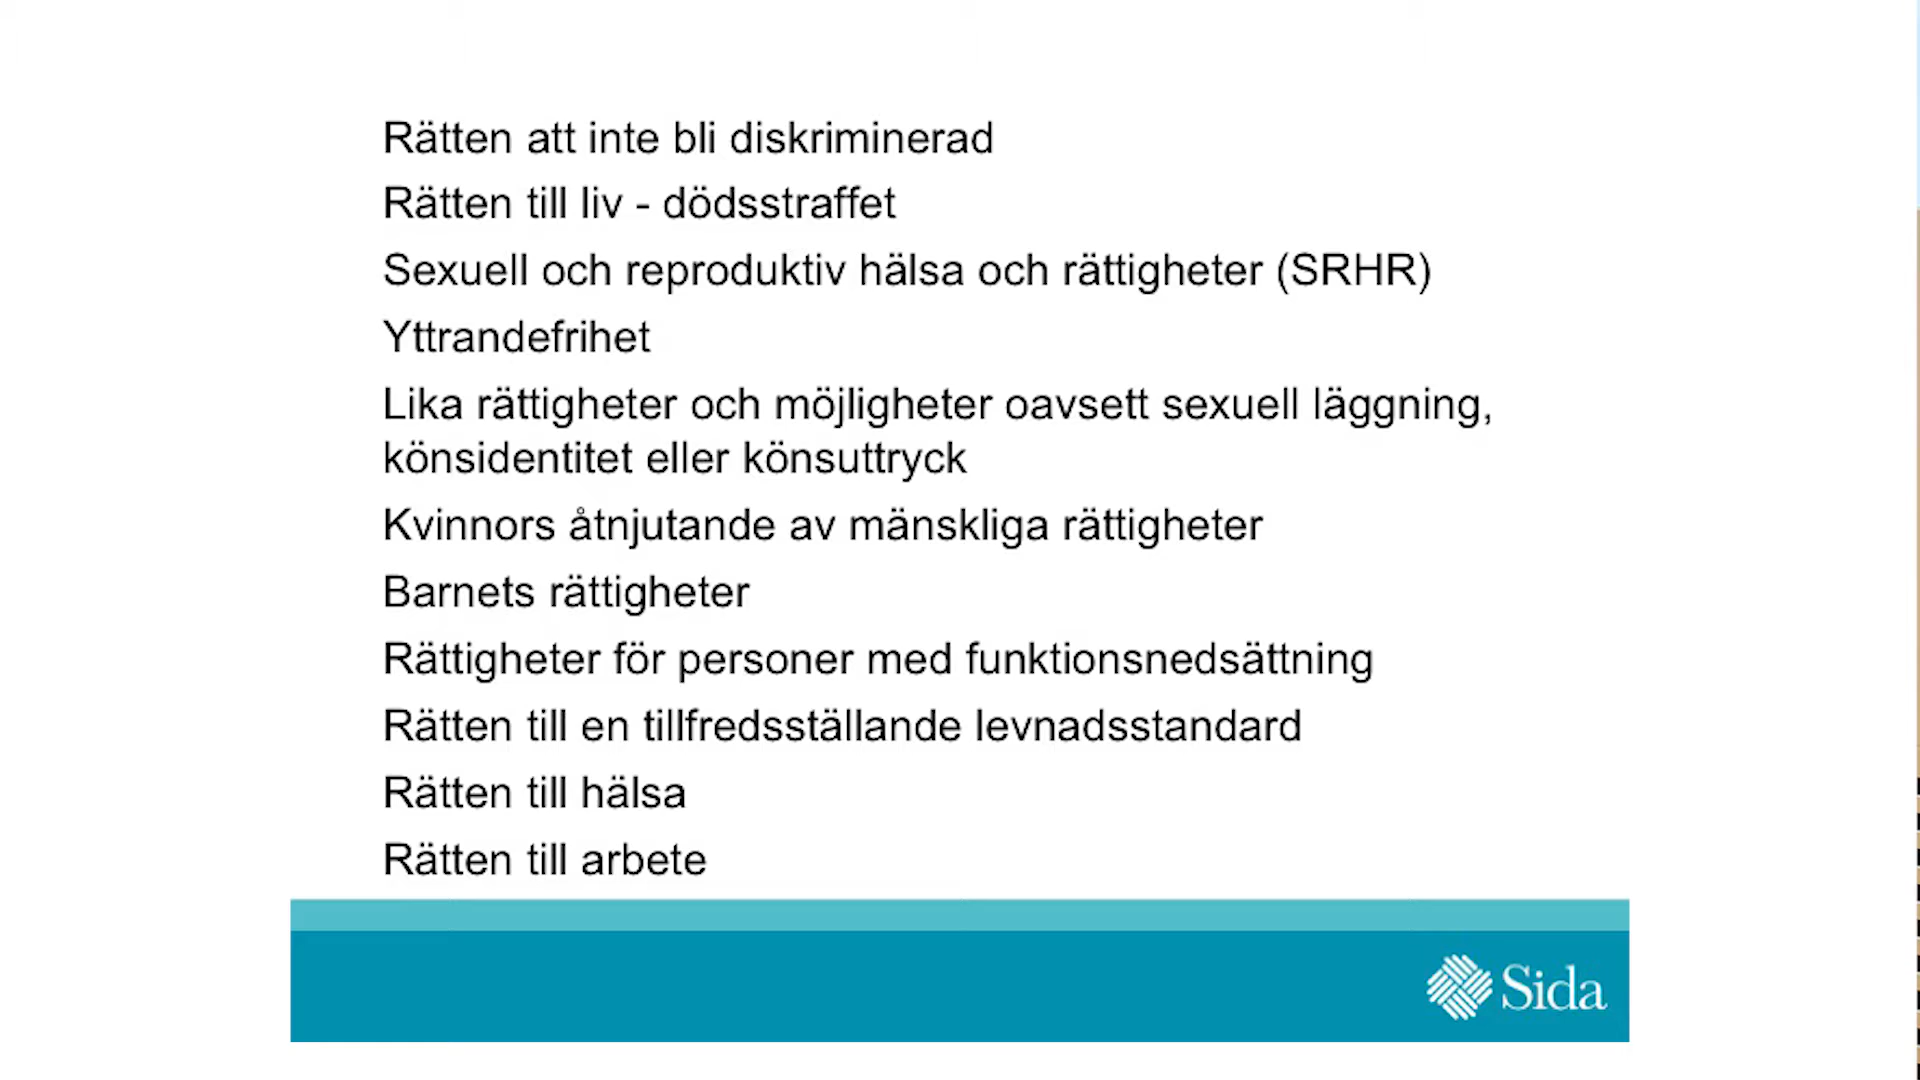 Rätten att inte bli diskriminerad
Rätten till liv - dödsstraffet
Sexuell och reproduktiv hälsa och rättigheter (SRHR)
Yttrandefrihet
Lika rättigheter och möjligheter oavsett sexuell läggning,
könsidentitet eller könsuttryck
Kvinnors åtnjutande av mänskliga rättigheter
Barnets rättigheter
Rättigheter för personer med funktionsnedsättning
Rätten till en tillfredsställande levnadsstandard
Rätten till hälsa
Rätten till arbete
Sida